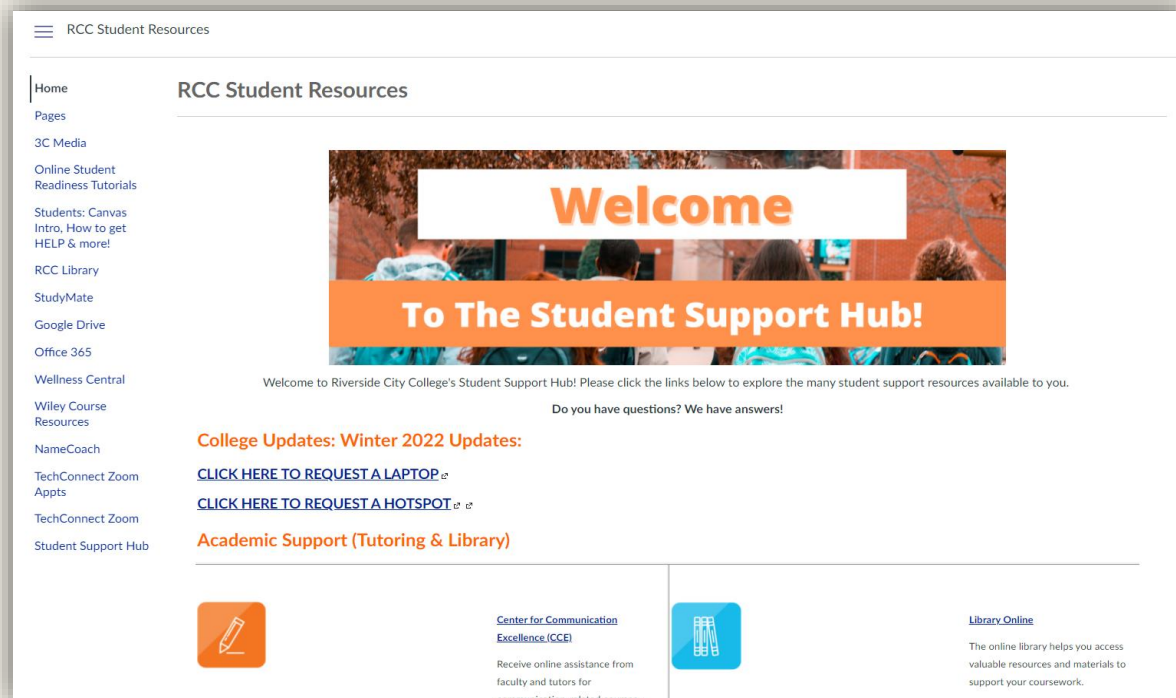 RCC Student Resources
Home
Pages
3C Media
Online Student
Readiness Tutorials
Students: Canvas
Intro, How to get
HELP & more!
RCC Library
StudyMate
Google Drive
Office 365
Wellness Central
Wiley Course
Resources
NameCoach
TechConnect Zoom
Appts
TechConnect Zoom
Student Support Hub
RCC Student Resources
Welcome
To The Student Support Hub!
Welcome to Riverside City College's Student Support Hub! Please click the links below to explore the many student support resources available to you.
Do you have questions? We have answers!
College Updates: Winter 2022 Updates:
CLICK HERE TO REQUEST A LAPTOP
CLICK HERE TO REQUEST A HOTSPOT
Academic Support (Tutoring & Library)
Center for Communication
Excellence (CCE)
Receive online assistance from
faculty and tutors for
Library Online
The online library helps you access
valuable resources and materials to
support your coursework.